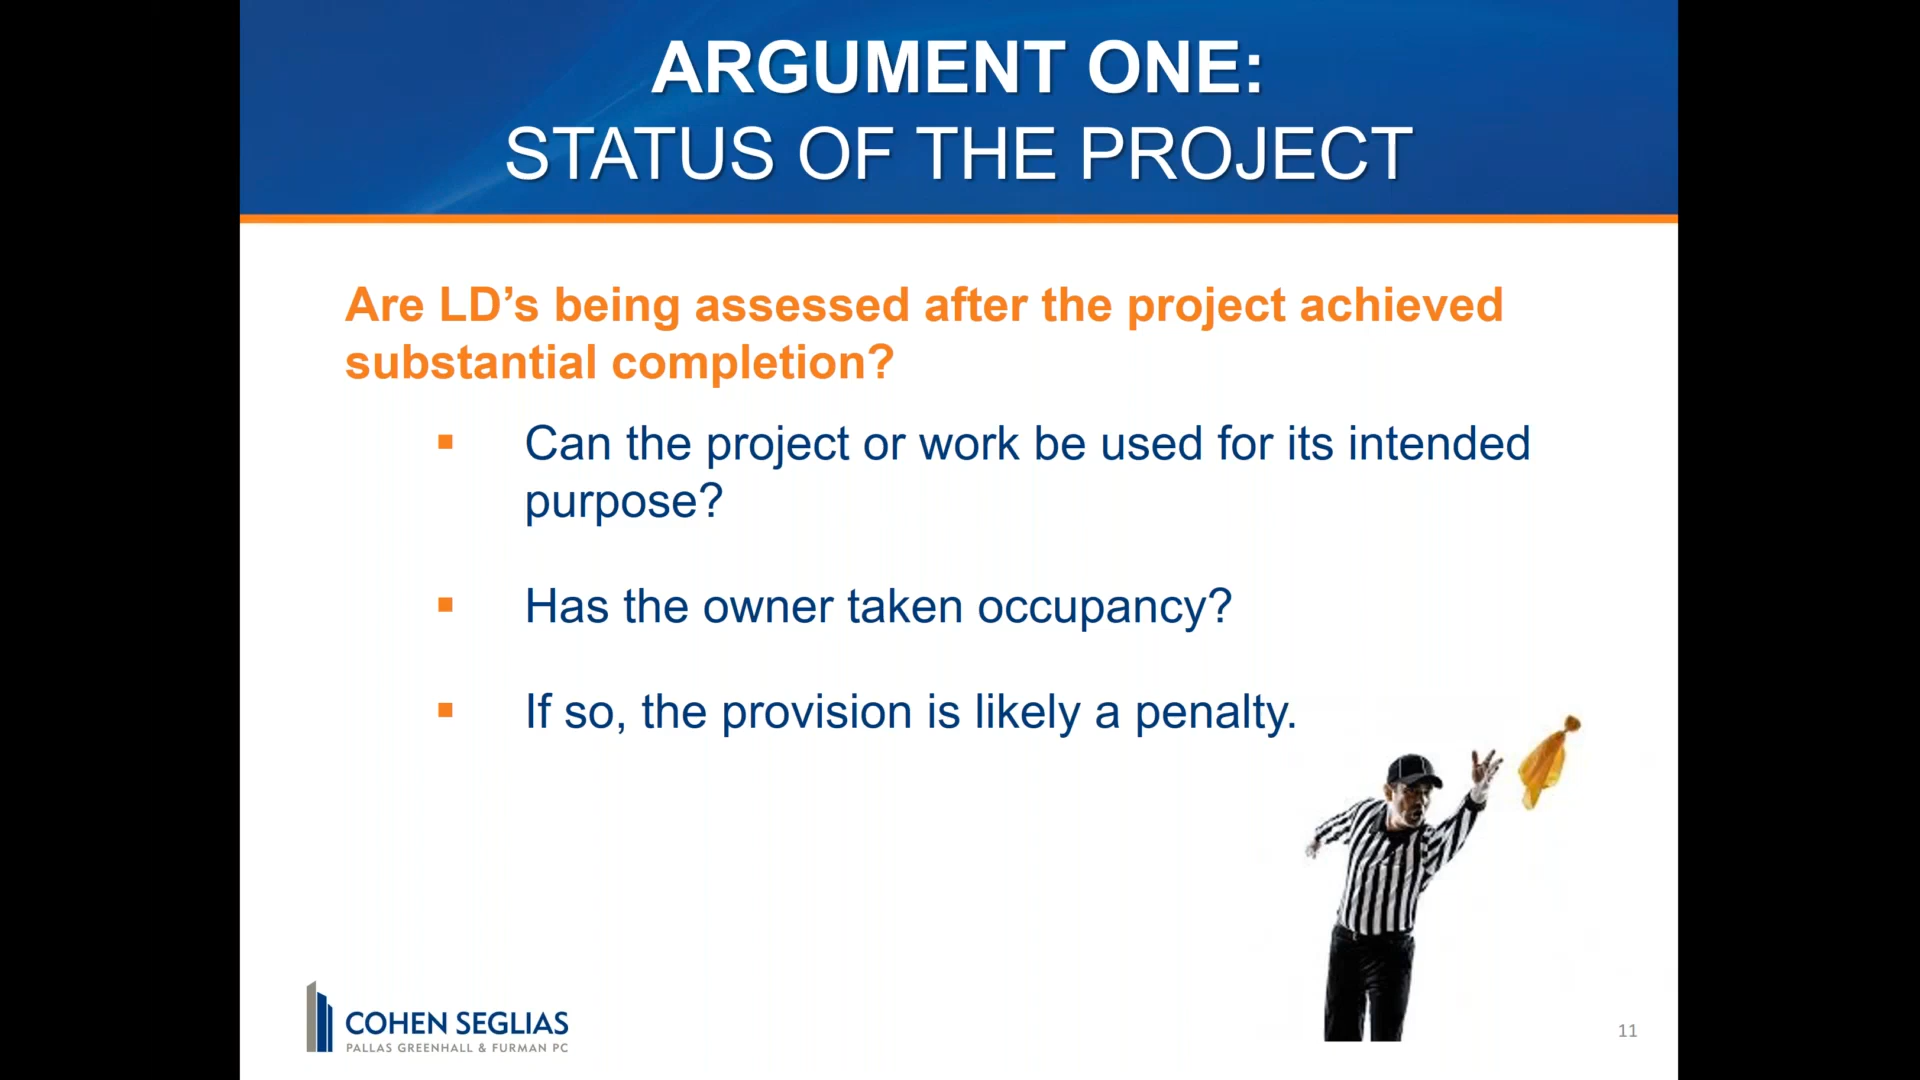 ARGUMENT ONE:
STATUS OF THE PROJECT
Are LD’s being assessed after the project achieved
substantial completion?
▪ Can the project or work be used for its intended
purpose?
▪ Has the owner taken occupancy?
▪ If so, the provision is likely a penalty.
COHEN SEGLIAS
PALLAS GREENHALL & FURMAN PC
11